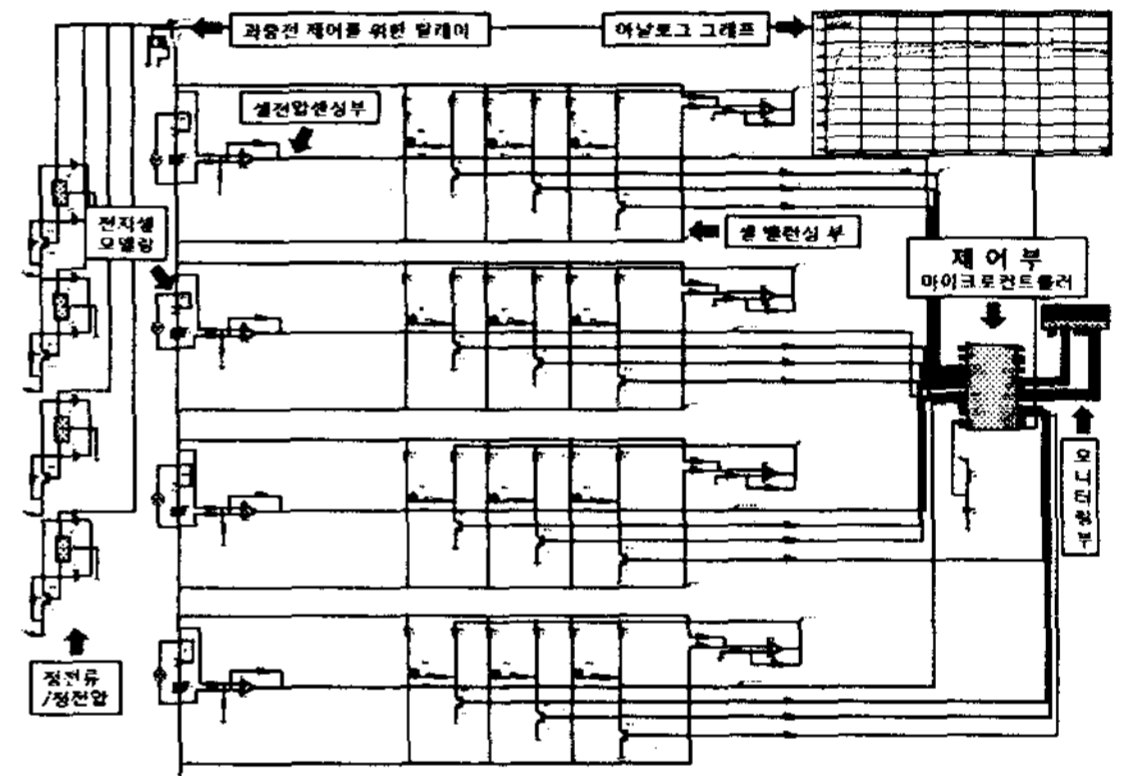 과충전 제어를 위한 릴레이
아날로그 그래프
셀전압센싱부
전지셀
모델링
셀 밸런싱 부
제 어 부
마이크로컨트롤러
모니터링부
정전류
/정전압